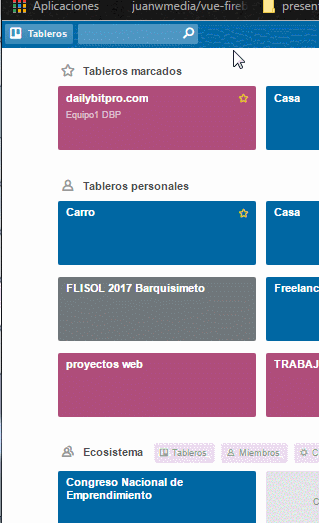 Aplicaciones juanwmedia/vue-fireb present
Tableros
Tableros marcados
dailybitpro.com
Equipo1 DBP
Casa
Tableros personales
Carro
Casa
FLISOL 2017 Barquisimeto
Freelanc
proyectos web
TRABAJ
Ecosistema Tableros Miembros C
Congreso Nacional de
Emprendimiento
C